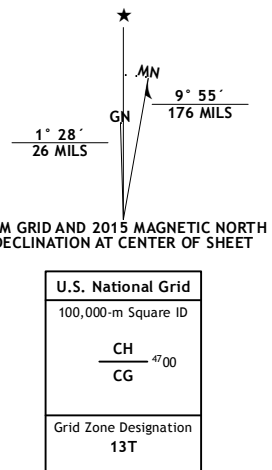 ★
MN
GN
9° 55´
176 MILS
1° 28´
26 MILS
M GRID AND 2015 MAGNETIC NORTH
DECLINATION AT CENTER OF SHEET
U.S. National Grid
100,000-m Square ID
CH
4700
CG
Grid Zone Designation
13T